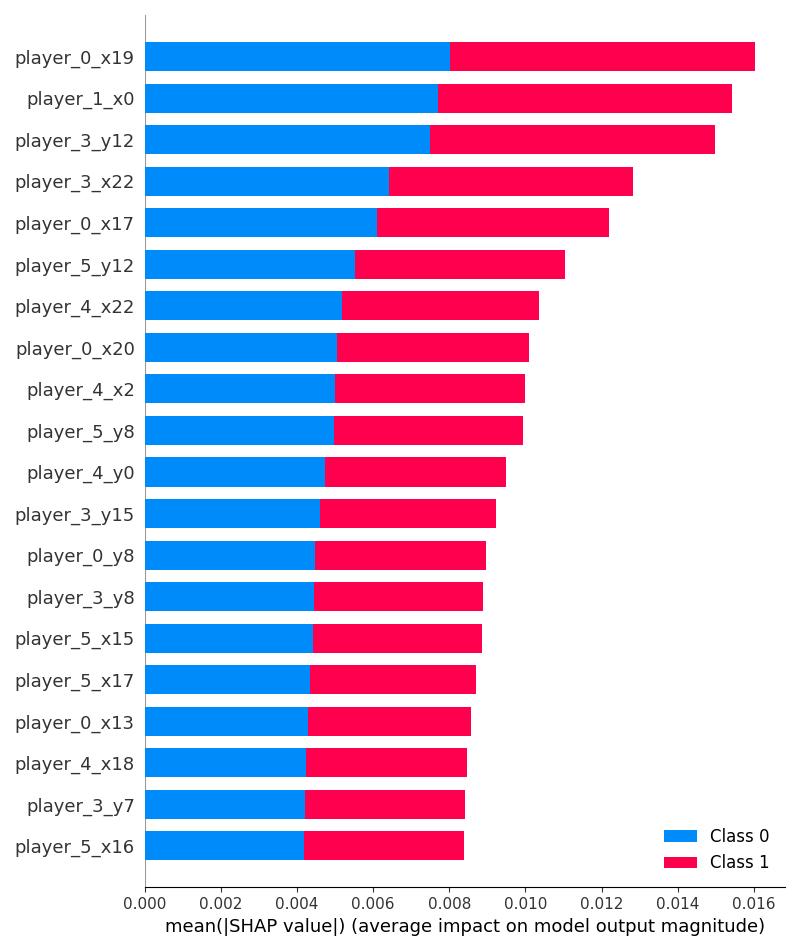 player_0_x19
player_1_x0
player_3_y12
player_3_x22
player_0_x17
player_5_y12
player_4_x22
player_0_x20
player_4_x2
player_5_y8
player_4_y0
player_3_y15
player_0_y8
player_3_y8
player_5_x15
player_5_x17
player_0_x13
player_4_x18
player_3_y7
player_5_x16
Class 0
Class 1
0.000 0.002 0.004 0.006 0.008 0.010 0.012 0.014 0.016
mean(|SHAP value|) (average impact on model output magnitude)